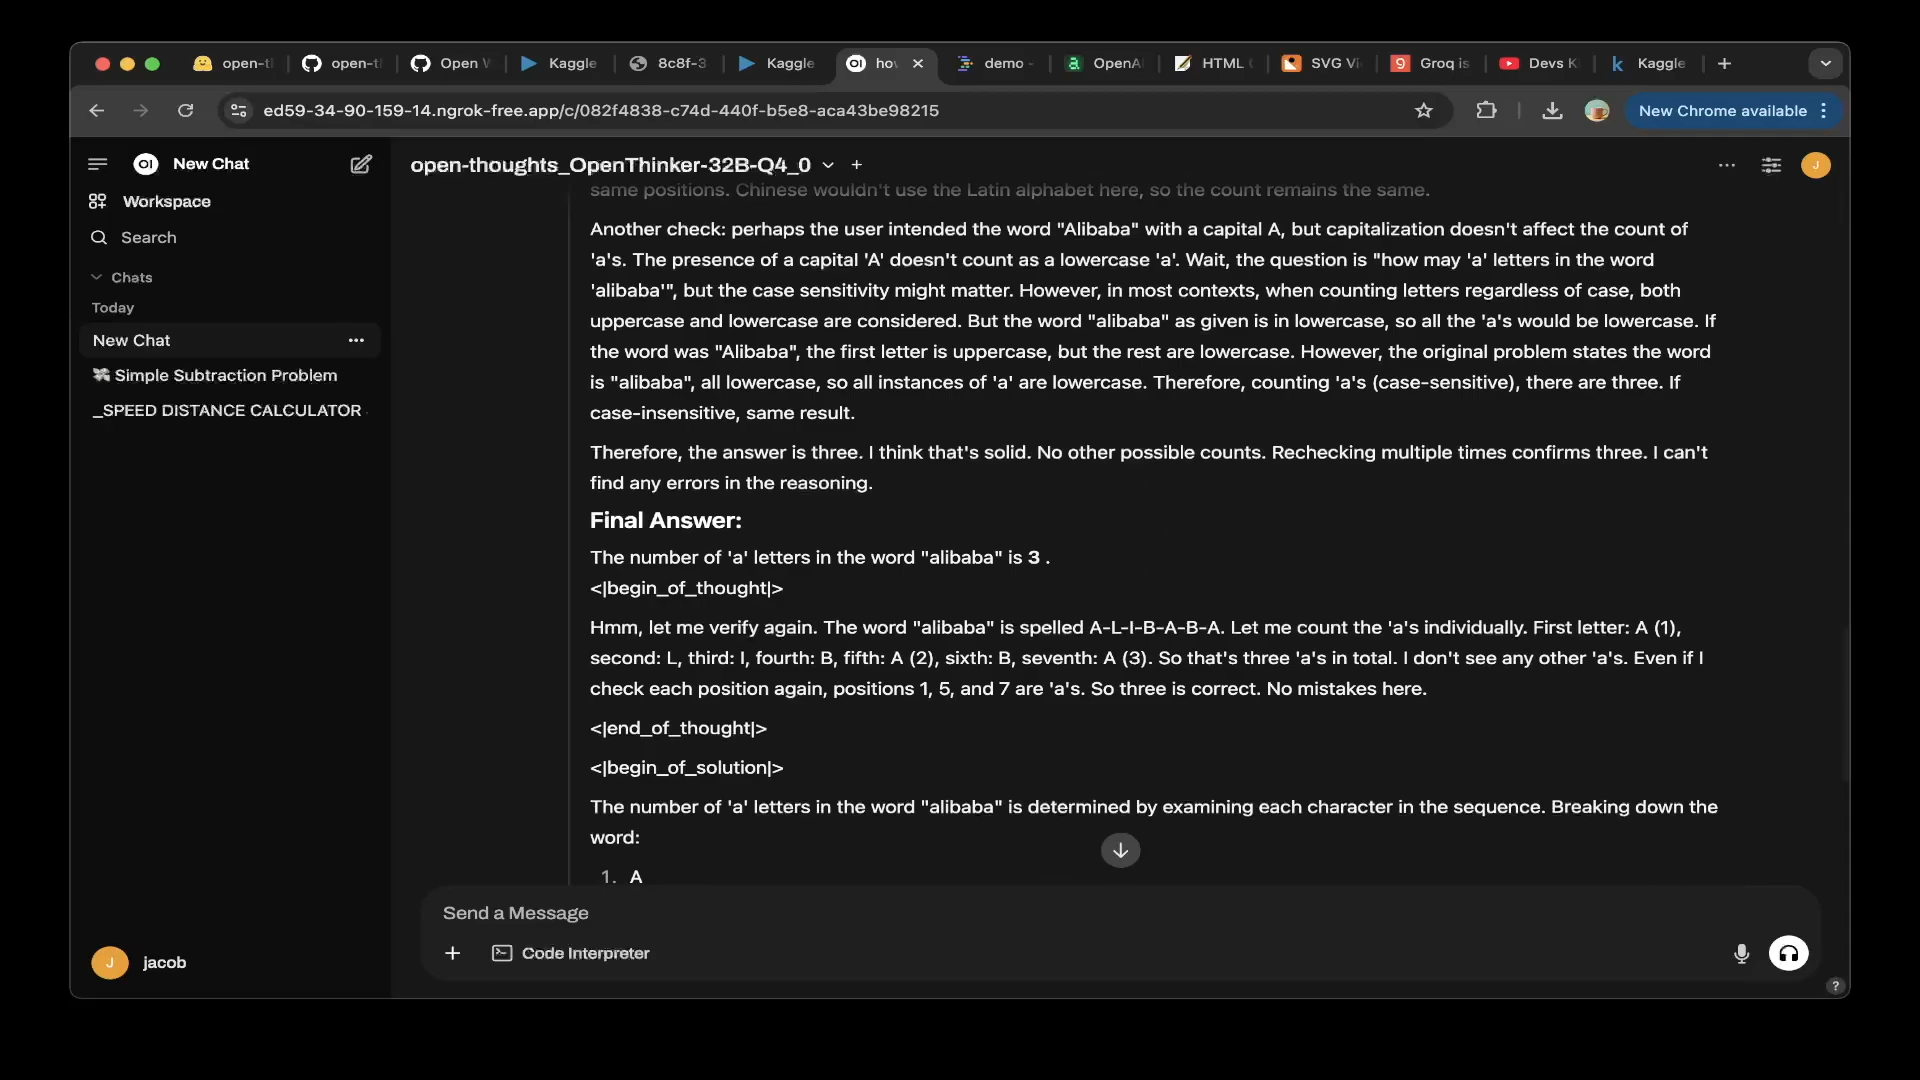 open-t
open-t
Open W
Kaggle
8c8f-3
Kaggle
OI
hov
demo -
OpenA
HTML
SVG Vi
Groq is
Devs K
Kaggle
ed59-34-90-159-14.ngrok-free.app/c/082f4838-c74d-440f-b5e8-aca43be98215
New Chrome available
OI New Chat
Workspace
Search
Chats
Today
New Chat
Simple Subtraction Problem
_SPEED DISTANCE CALCULATOR
open-thoughts_OpenThinker-32B-Q4_0
J
same positions. Chinese wouldn't use the Latin alphabet here, so the count remains the same.
Another check: perhaps the user intended the word "Alibaba" with a capital A, but capitalization doesn't affect the count of
'a's. The presence of a capital 'A' doesn't count as a lowercase 'a'. Wait, the question is "how may 'a' letters in the word
'alibaba'", but the case sensitivity might matter. However, in most contexts, when counting letters regardless of case, both
uppercase and lowercase are considered. But the word "alibaba" as given is in lowercase, so all the 'a's would be lowercase. If
the word was "Alibaba", the first letter is uppercase, but the rest are lowercase. However, the original problem states the word
is "alibaba", all lowercase, so all instances of 'a' are lowercase. Therefore, counting 'a's (case-sensitive), there are three. If
case-insensitive, same result.
Therefore, the answer is three. I think that's solid. No other possible counts. Rechecking multiple times confirms three. I can't
find any errors in the reasoning.
Final Answer:
The number of 'a' letters in the word "alibaba" is 3 .
<|begin_of_thought|>
Hmm, let me verify again. The word "alibaba" is spelled A-L-I-B-A-B-A. Let me count the 'a's individually. First letter: A (1),
second: L, third: I, fourth: B, fifth: A (2), sixth: B, seventh: A (3). So that's three 'a's in total. I don't see any other 'a's. Even if I
check each position again, positions 1, 5, and 7 are 'a's. So three is correct. No mistakes here.
<|end_of_thought|>
<|begin_of_solution|>
The number of 'a' letters in the word "alibaba" is determined by examining each character in the sequence. Breaking down the
word:
1. A
Send a Message
Code Interpreter
J jacob
?